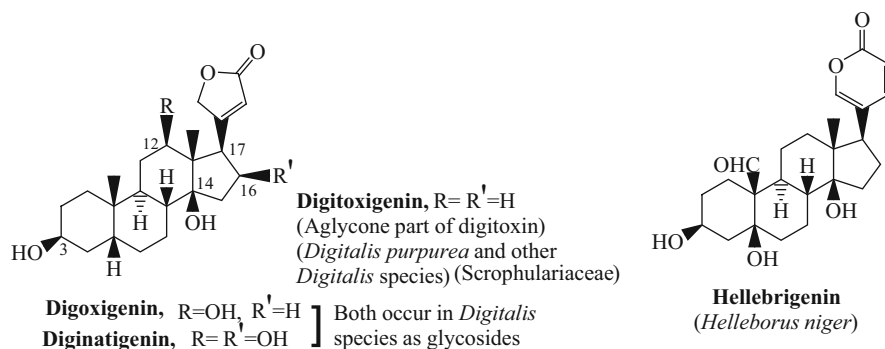 O
O
R
12
17
14
16
R'
OH
HO
3
H
H
H
Digitoxigenin, R= R'=H
(Aglycone part of digitoxin)
(Digitalis purpurea and other
Digitalis species) (Scrophulariaceae)
Digoxigenin, R=OH, R'=H
Diginatigenin, R= R'=OH
] Both occur in Digitalis
species as glycosides
O
O
OHC
H
H
OH
HO
OH
Hellebrigenin
(Helleborus niger)